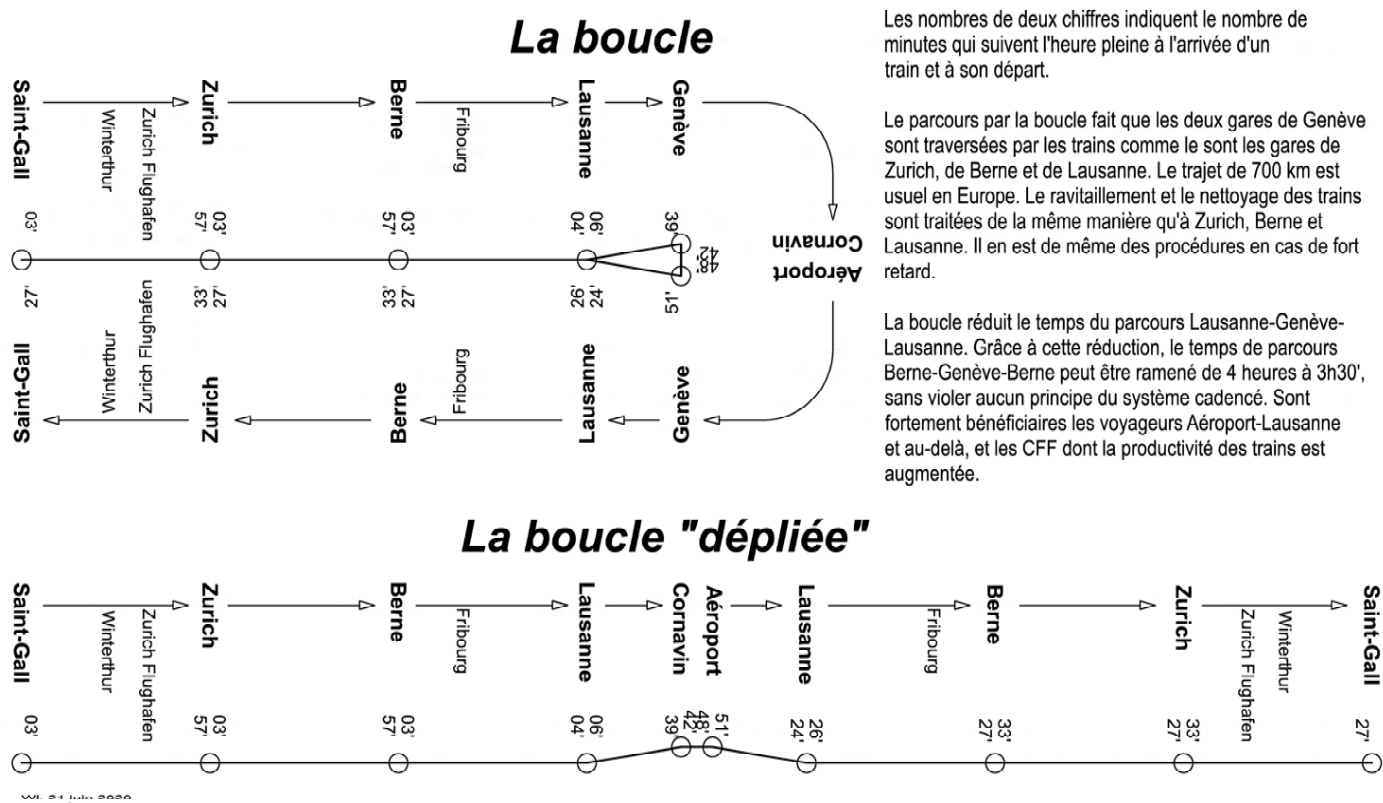 La boucle
Les nombres de deux chiffres indiquent le nombre de
minutes qui suivent l'heure pleine à l'arrivée d'un
train et à son départ.
Le parcours par la boucle fait que les deux gares de Genève
sont traversées par les trains comme le sont les gares de
Zurich, de Berne et de Lausanne. Le trajet de 700 km est
usuel en Europe. Le ravitaillement et le nettoyage des trains
sont traitées de la même manière qu'à Zurich, Berne et
Lausanne. Il en est de même des procédures en cas de fort
retard.
La boucle réduit le temps du parcours Lausanne-Genève-
Lausanne. Grâce à cette réduction, le temps de parcours
Berne-Genève-Berne peut être ramené de 4 heures à 3h30',
sans violer aucun principe du système cadencé. Sont
fortement bénéficiaires les voyageurs Aéroport-Lausanne
et au-delà, et les CFF dont la productivité des trains est
augmentée.
Saint-Gall
Winterthur
Zurich Flughafen
Zurich
Berne
Fribourg
Lausanne
Genève
03'
57'
03'
57'
03'
04'
06'
39'
42'
48'
51'
Cornavin
Aéroport
27'
33'
27'
33'
27'
26'
24'
Saint-Gall
Winterthur
Zurich Flughafen
Zurich
Berne
Fribourg
Lausanne
Genève
La boucle "dépliée"
Saint-Gall
Winterthur
Zurich Flughafen
Zurich
Berne
Fribourg
Lausanne
Cornavin
Aéroport
Lausanne
Fribourg
Berne
Zurich
Zurich Flughafen
Winterthur
Saint-Gall
03'
57'
03'
57'
03'
04'
06'
39'
42'
48'
51'
24'
26'
27'
33'
27'
33'
27'